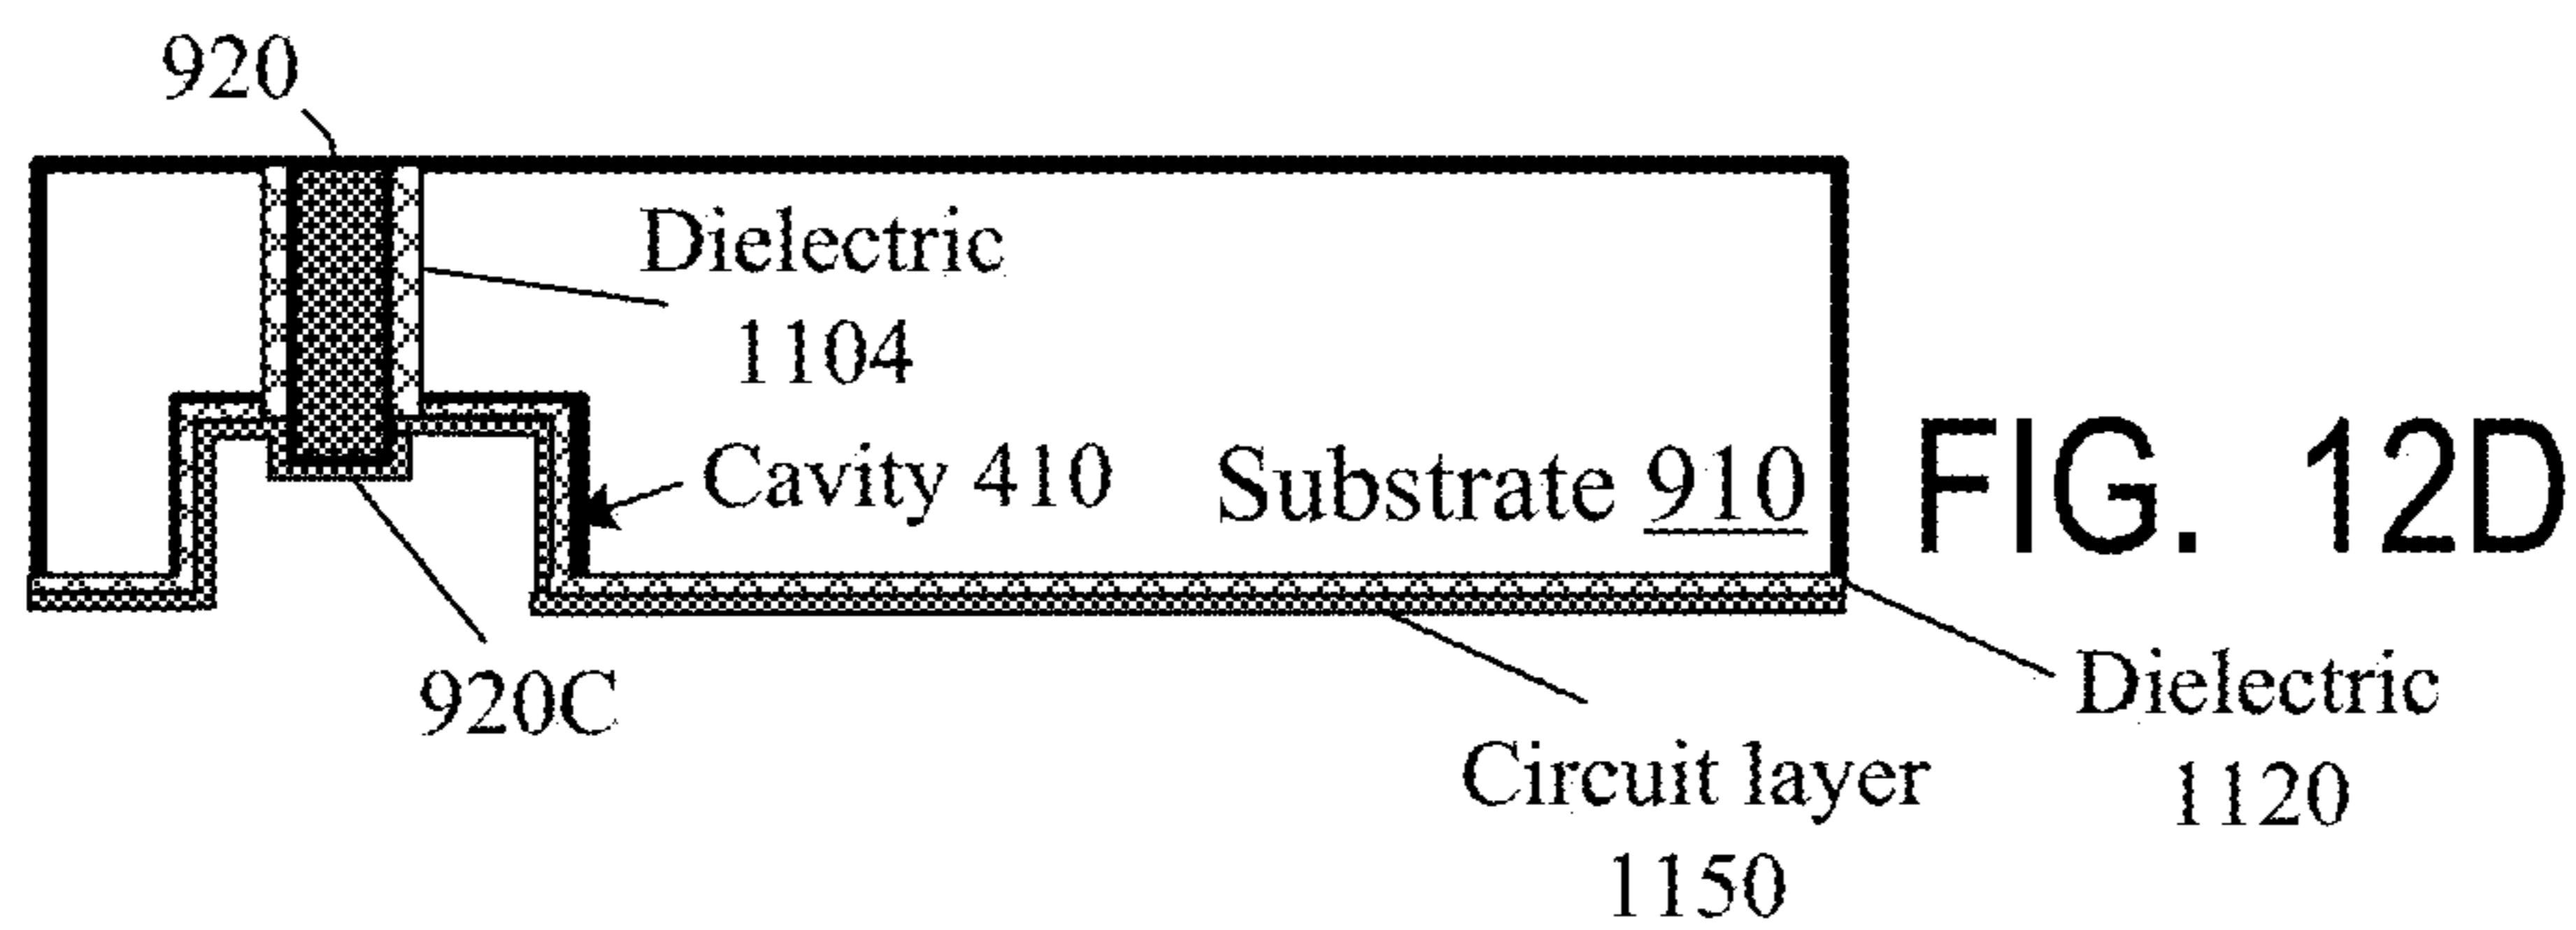 920
Dielectric
1104
Cavity 410
Substrate 910
FIG. 12D
920C
Dielectric
1120
Circuit layer
1150